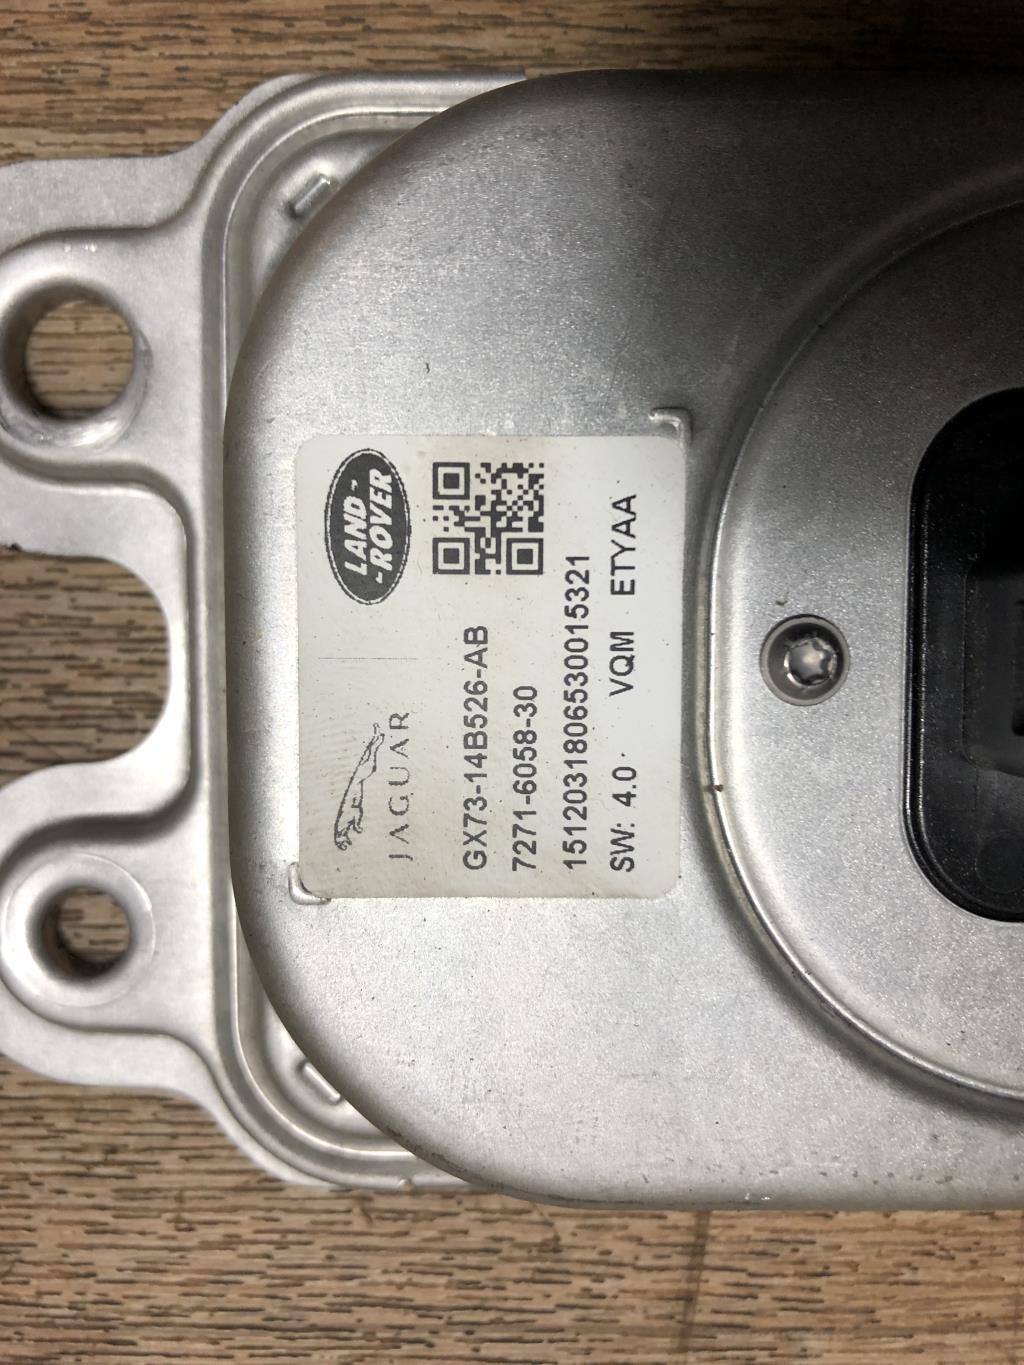 JAGUAR
LAND-
-ROVER
GX73-14B526-AB
7271-6058-30
1512031806530015321
SW: 4.0 VQM ETYAA